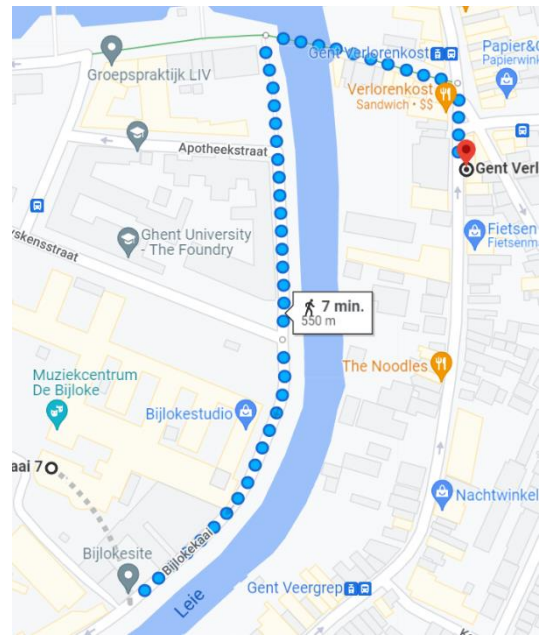 Groepspraktijk LIV
Gent Verlorenkost
Papier&
Papierwink
Verlorenkost
Sandwich • $$
Apotheekstraat
Gent Verl
Ghent University
- The Foundry
yskensstraat
Fietsen
Fietsenm
7 min.
550 m
The Noodles
Muziekcentrum
De Bijloke
Bijlokestudio
aai 7
Nachtwinkel
Bijlokesite
Bijlokekaai
Gent Veergrep
Leie